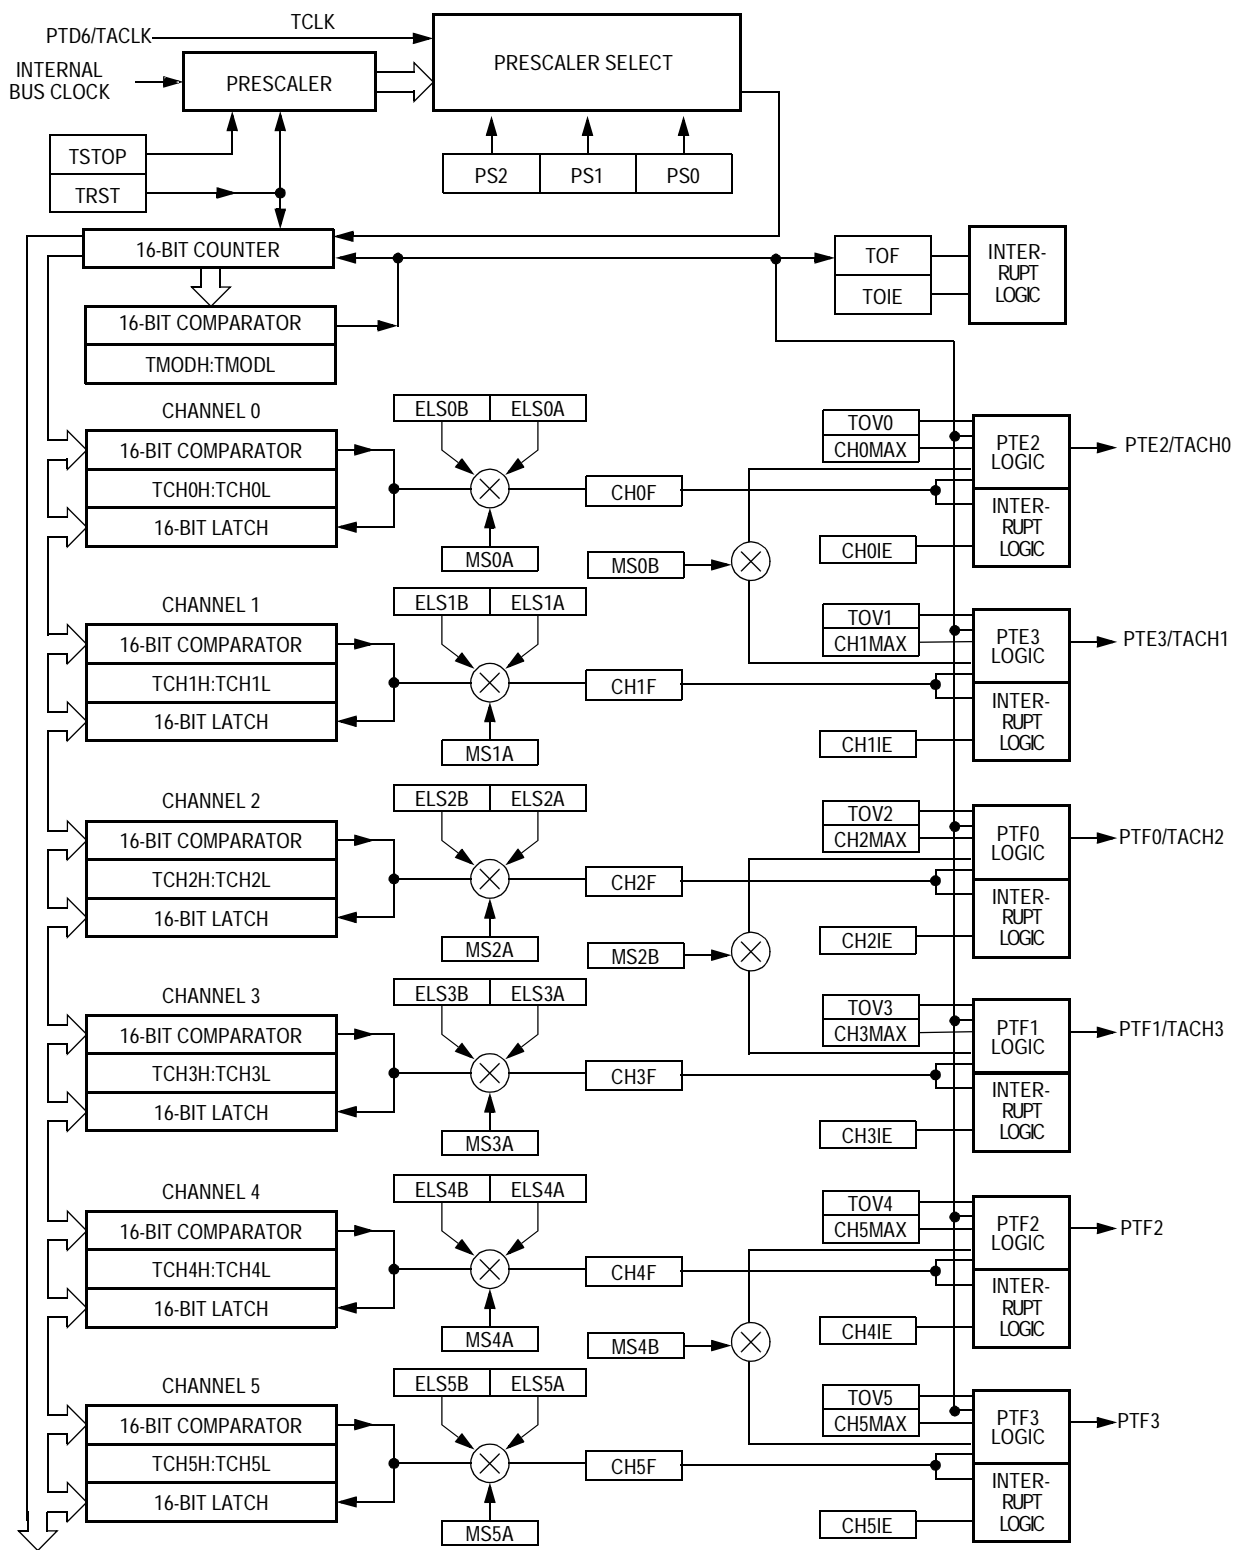 TCLK
PTD6/TACLK
PRESCALER SELECT
INTERNAL
BUS CLOCK
PRESCALER
TSTOP
PS2 PS1 PS0
TRST
16-BIT COUNTER
TOF
INTER-
RUPT
LOGIC
TOIE
16-BIT COMPARATOR
TMODH:TMODL
CHANNEL 0
ELS0B ELS0A
TOV0
CH0MAX
PTE2
LOGIC
PTE2/TACH0
16-BIT COMPARATOR
TCH0H:TCH0L
CH0F
16-BIT LATCH
INTER-
RUPT
LOGIC
MS0A
MS0B
CH0IE
CHANNEL 1
ELS1B ELS1A
TOV1
CH1MAX
PTE3
LOGIC
PTE3/TACH1
16-BIT COMPARATOR
TCH1H:TCH1L
CH1F
16-BIT LATCH
INTER-
RUPT
LOGIC
MS1A
CH1IE
CHANNEL 2
ELS2B ELS2A
TOV2
CH2MAX
PTF0
LOGIC
PTF0/TACH2
16-BIT COMPARATOR
TCH2H:TCH2L
CH2F
16-BIT LATCH
INTER-
RUPT
LOGIC
MS2A
MS2B
CH2IE
CHANNEL 3
ELS3B ELS3A
TOV3
CH3MAX
PTF1
LOGIC
PTF1/TACH3
16-BIT COMPARATOR
TCH3H:TCH3L
CH3F
16-BIT LATCH
INTER-
RUPT
LOGIC
MS3A
CH3IE
CHANNEL 4
ELS4B ELS4A
TOV4
CH5MAX
PTF2
LOGIC
PTF2
16-BIT COMPARATOR
TCH4H:TCH4L
CH4F
16-BIT LATCH
INTER-
RUPT
LOGIC
MS4A
MS4B
CH4IE
CHANNEL 5
ELS5B ELS5A
TOV5
CH5MAX
PTF3
LOGIC
PTF3
16-BIT COMPARATOR
TCH5H:TCH5L
CH5F
16-BIT LATCH
INTER-
RUPT
LOGIC
MS5A
CH5IE